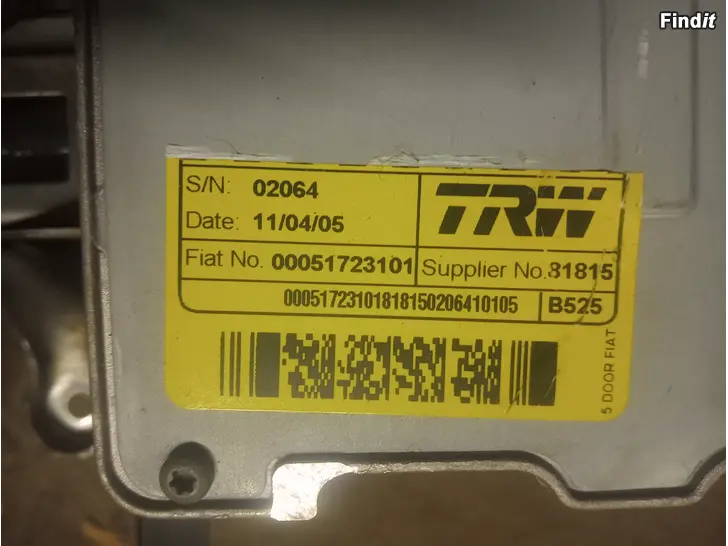 Findit
S/N: 02064
TRW
Date: 11/04/05
Fiat No. 00051723101
Supplier No.81815
00051723101818150206410105
B525
5 DOOR FIAT